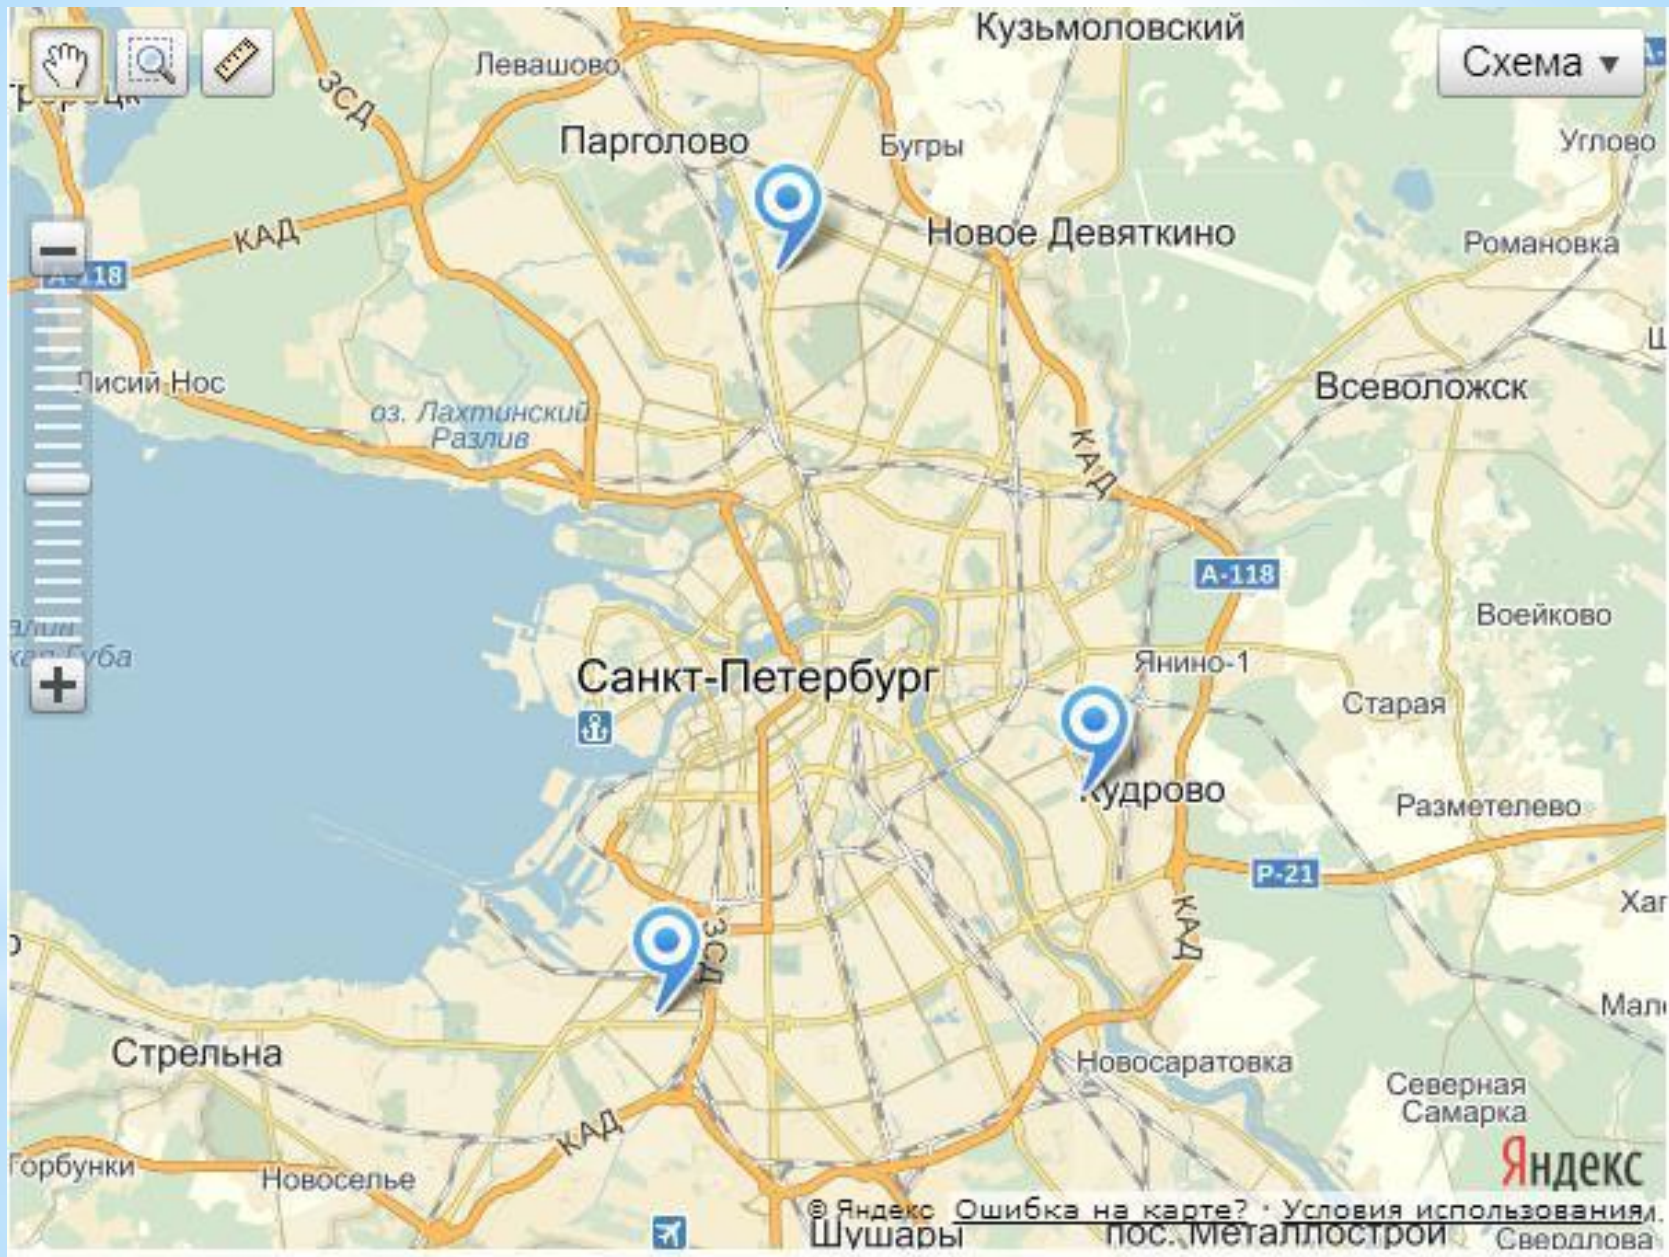 Кузьмоловский
Левашово
Схема
ЗСД
Парголово
Бугры
Углово
КАД
Новое Девяткино
Романовка
А-118
Лисий Нос
Всеволожск
оз. Лахтинский
Разлив
КАД
А-118
Воейково
Губа
Санкт-Петербург
Янино-1
Старая
Кудрово
Разметелево
Р-21
КАД
ЗСД
Стрельна
Новосаратовка
Северная
Самарка
КАД
Горбунки
Новоселье
Яндекс
© Яндекс Ошибка на карте? · Условия использования
Шушары
пос. Металлострой
Свердлова